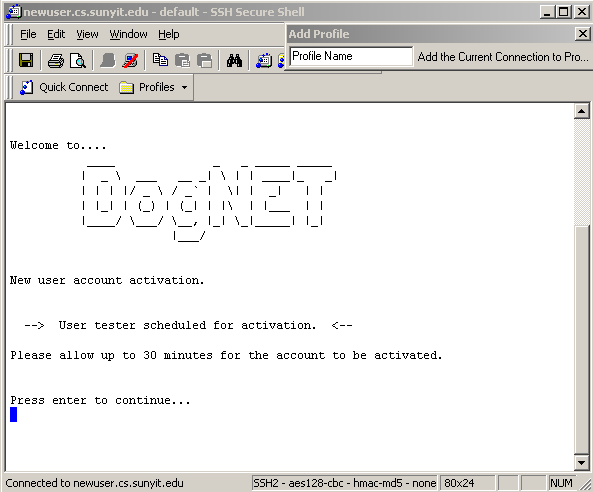 newuser.cs.sunyit.edu - default - SSH Secure Shell
File Edit View Window Help
Add Profile
Profile Name
Add the Current Connection to Pro...
Quick Connect Profiles
Welcome to....
DogNET
New user account activation.
--> User tester scheduled for activation. <--
Please allow up to 30 minutes for the account to be activated.
Press enter to continue...
Connected to newuser.cs.sunyit.edu
SSH2 - aes128-cbc - hmac-md5 - none
80x24
NUM